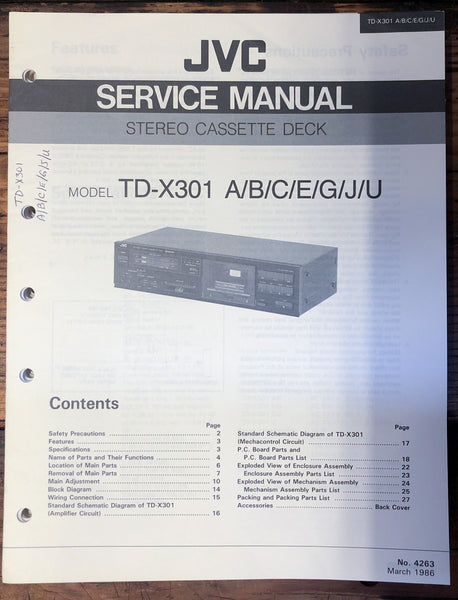 TD-X301 A/B/C/E/G/J/U
JVC
SERVICE MANUAL
STEREO CASSETTE DECK
MODEL TD-X301 A/B/C/E/G/J/U
TD-X301
A/B/C/E/G/J/U
JVC
Contents
Page
Safety Precautions 2
Features 3
Specifications 3
Name of Parts and Their Functions 4
Location of Main Parts 6
Removal of Main Parts 7
Main Adjustment 10
Block Diagram 14
Wiring Connection 15
Standard Schematic Diagram of TD-X301
(Amplifier Circuit) 16
Page
Standard Schematic Diagram of TD-X301
(Mechacontrol Circuit) 17
P.C. Board Parts and
P.C. Board Parts List 18
Exploded View of Enclosure Assembly 22
Enclosure Assembly Parts List 23
Exploded View of Mechanism Assembly 24
Mechanism Assembly Parts List 25
Packing and Packing Parts List 27
Accessories Back Cover
No. 4263
March 1986